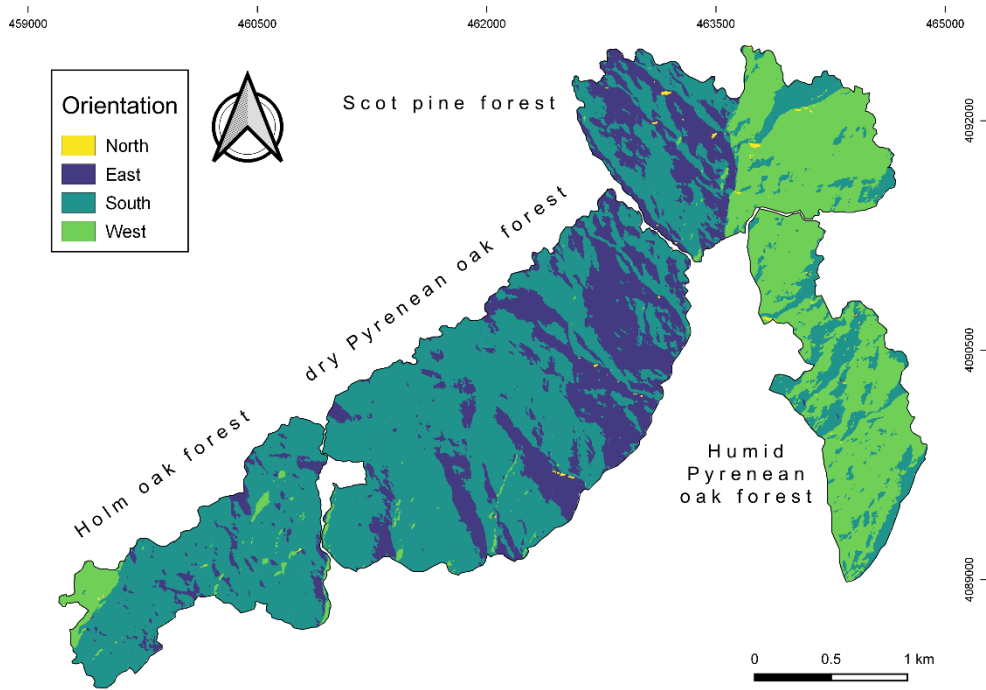 459000
460500
462000
463500
465000
Orientation
North
East
South
West
Scot pine forest
4092000
dry Pyrenean oak forest
4090500
Holm oak forest
Humid
Pyrenean
oak forest
4089000
0 0.5 1 km